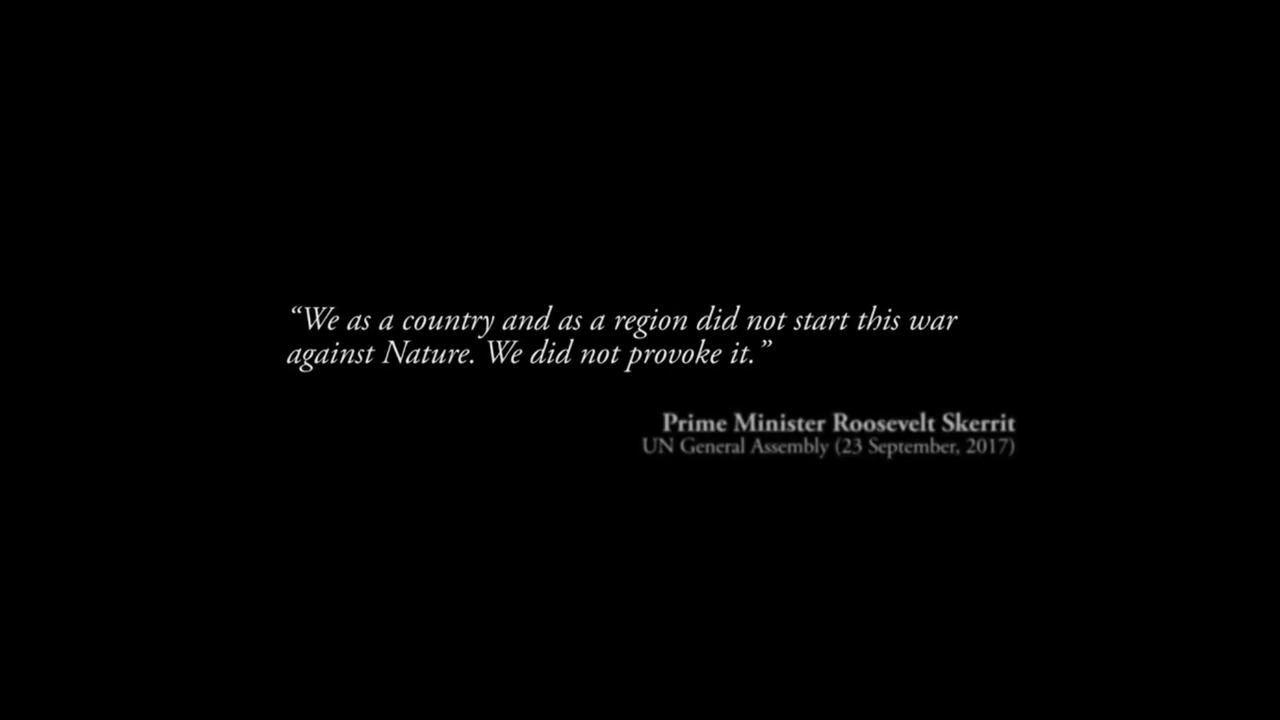 “We as a country and as a region did not start this war
against Nature. We did not provoke it.”
Prime Minister Roosevelt Skerrit
UN General Assembly (23 September, 2017)